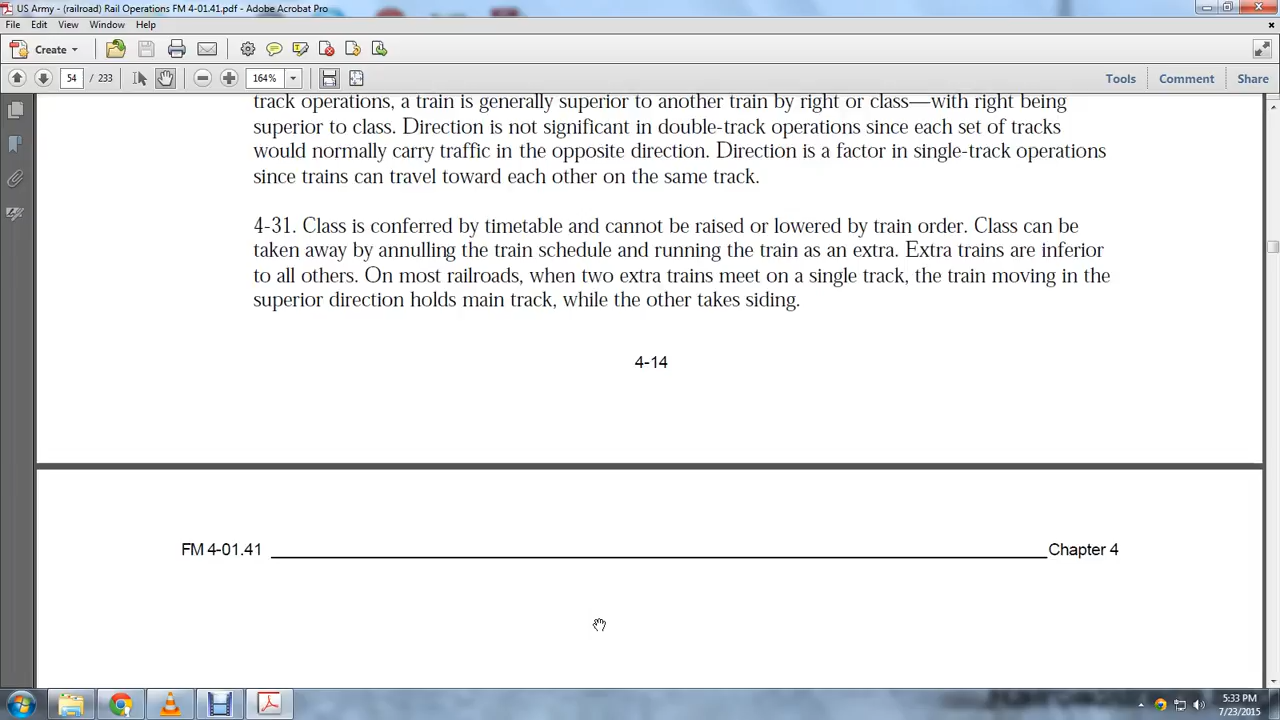 US Army - (railroad) Rail Operations FM 4-01.41.pdf - Adobe Acrobat Pro
File Edit View Window Help
Create
54 / 233 164% Tools Comment Share
track operations, a train is generally superior to another train by right or class—with right being
superior to class. Direction is not significant in double-track operations since each set of tracks
would normally carry traffic in the opposite direction. Direction is a factor in single-track operations
since trains can travel toward each other on the same track.
4-31. Class is conferred by timetable and cannot be raised or lowered by train order. Class can be
taken away by annulling the train schedule and running the train as an extra. Extra trains are inferior
to all others. On most railroads, when two extra trains meet on a single track, the train moving in the
superior direction holds main track, while the other takes siding.
4-14
FM 4-01.41 Chapter 4
5:33 PM
7/23/2015